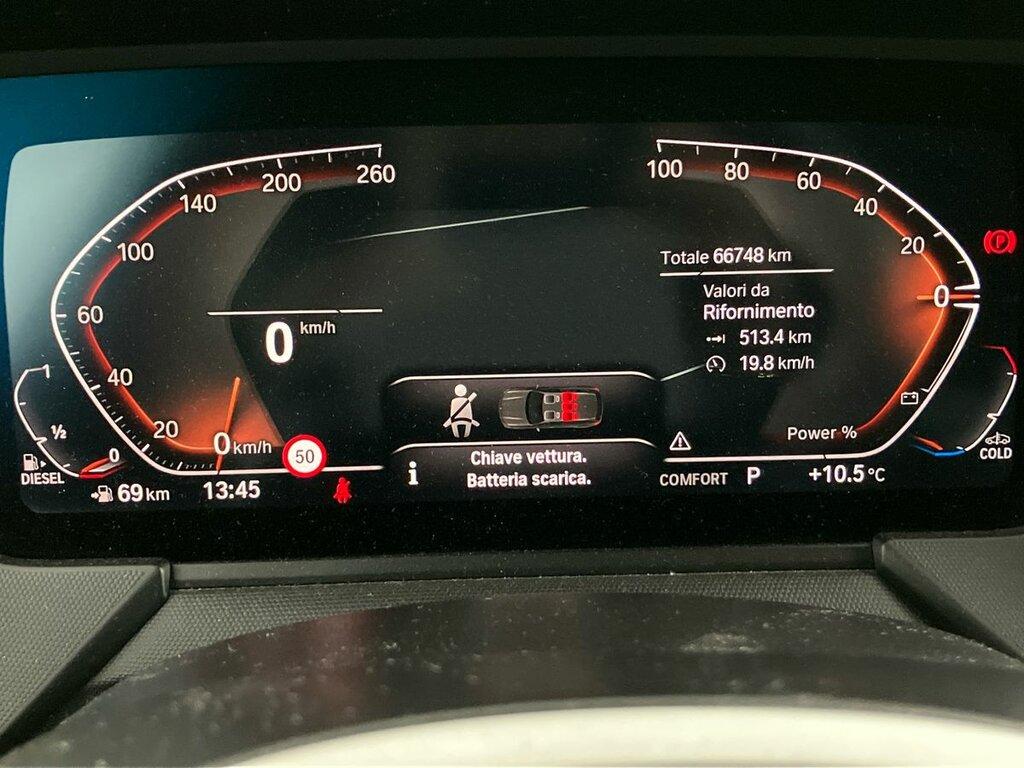 260
200
140
100
60
40
20
0 km/h
0 km/h
50
1
½
0
DIESEL
69 km
13:45
Chiave vettura.
Batteria scarica.
i
100
80
60
40
20
0
P
Totale 66748 km
Valori da
Rifornimento
513.4 km
19.8 km/h
Power %
COLD
COMFORT P +10.5 °C